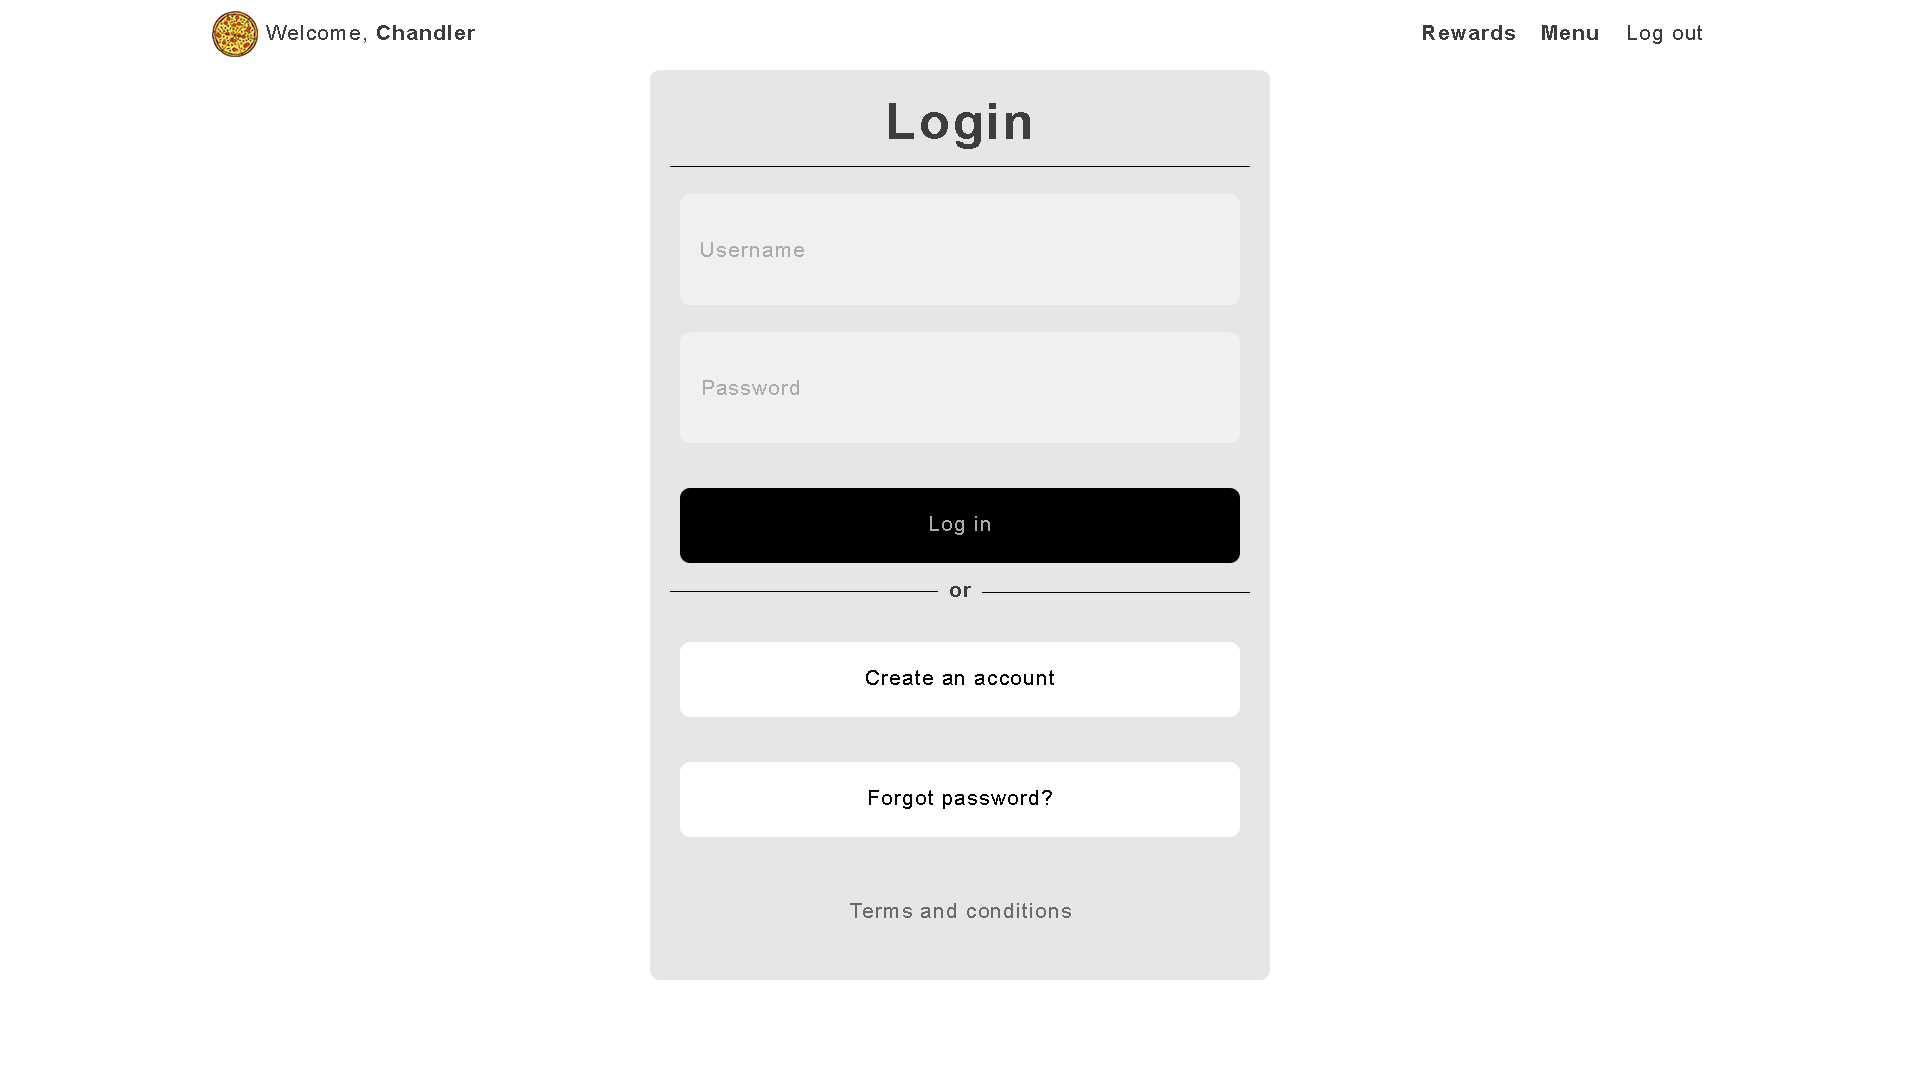 Welcome, Chandler
Rewards Menu Log out
Login
Username
Password
Log in
or
Create an account
Forgot password?
Terms and conditions